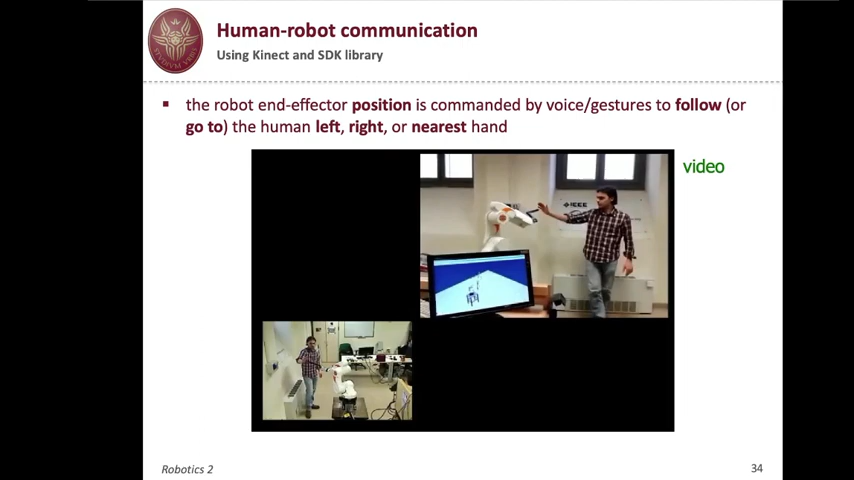 Human-robot communication
Using Kinect and SDK library
▪ the robot end-effector position is commanded by voice/gestures to follow (or
go to) the human left, right, or nearest hand
video
IEEE
Robotics 2
34